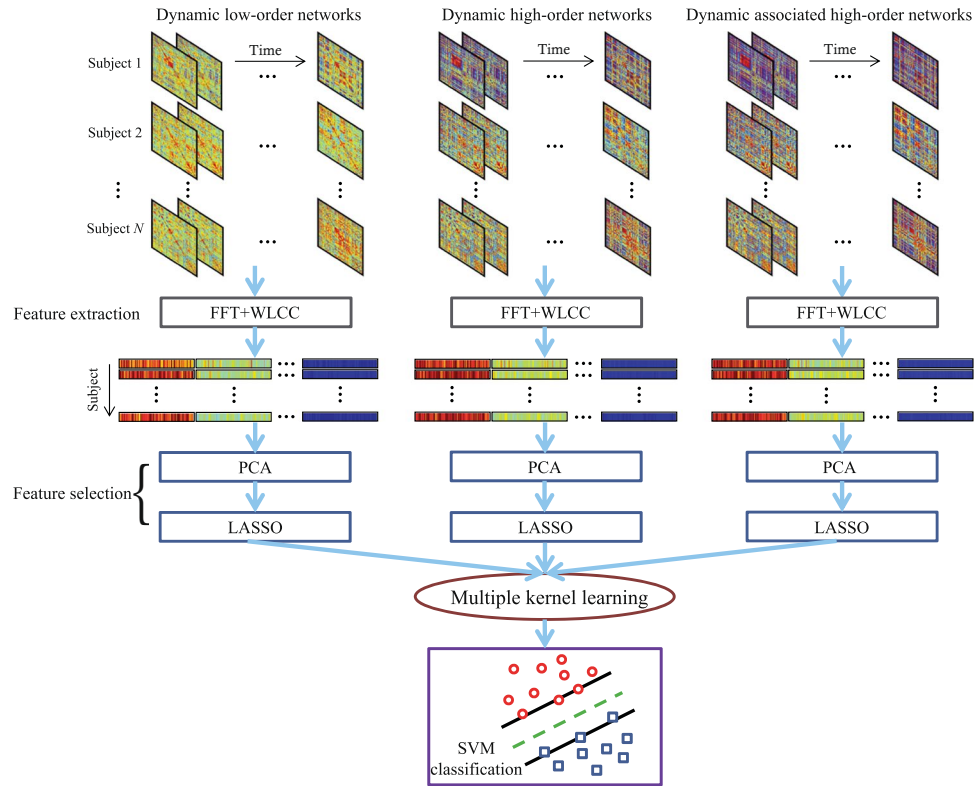 Dynamic low-order networks
Dynamic high-order networks
Dynamic associated high-order networks
Subject 1
Time
...
Time
...
Time
...
Subject 2
...
...
...
Subject N
...
...
...
Feature extraction
FFT+WLCC
FFT+WLCC
FFT+WLCC
Subject
Feature selection
PCA
PCA
PCA
LASSO
LASSO
LASSO
Multiple kernel learning
SVM
classification